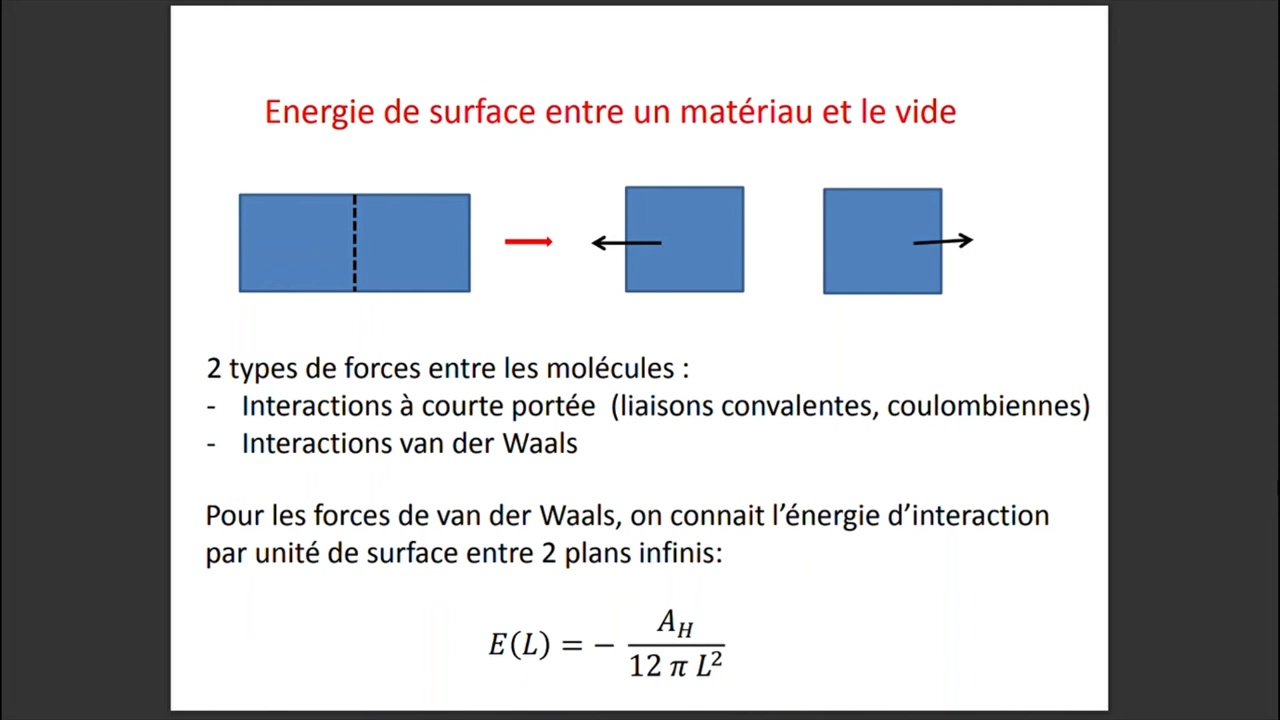 Energie de surface entre un matériau et le vide
2 types de forces entre les molécules :
- Interactions à courte portée (liaisons convalentes, coulombiennes)
- Interactions van der Waals
Pour les forces de van der Waals, on connait l’énergie d’interaction
par unité de surface entre 2 plans infinis:
E(L) = − A_H / 12 π L²